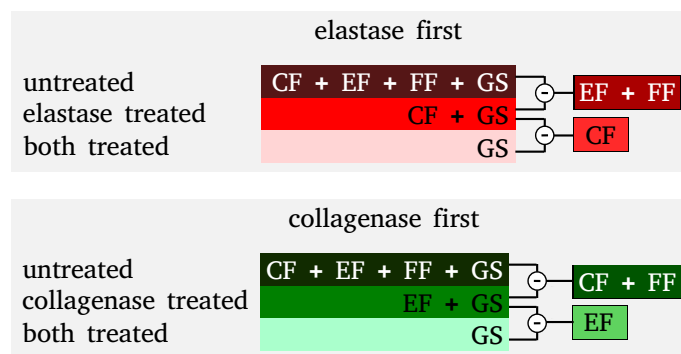 elastase first
untreated CF + EF + FF + GS - EF + FF
elastase treated CF + GS
both treated GS - CF
collagenase first
untreated CF + EF + FF + GS - CF + FF
collagenase treated EF + GS
both treated GS - EF